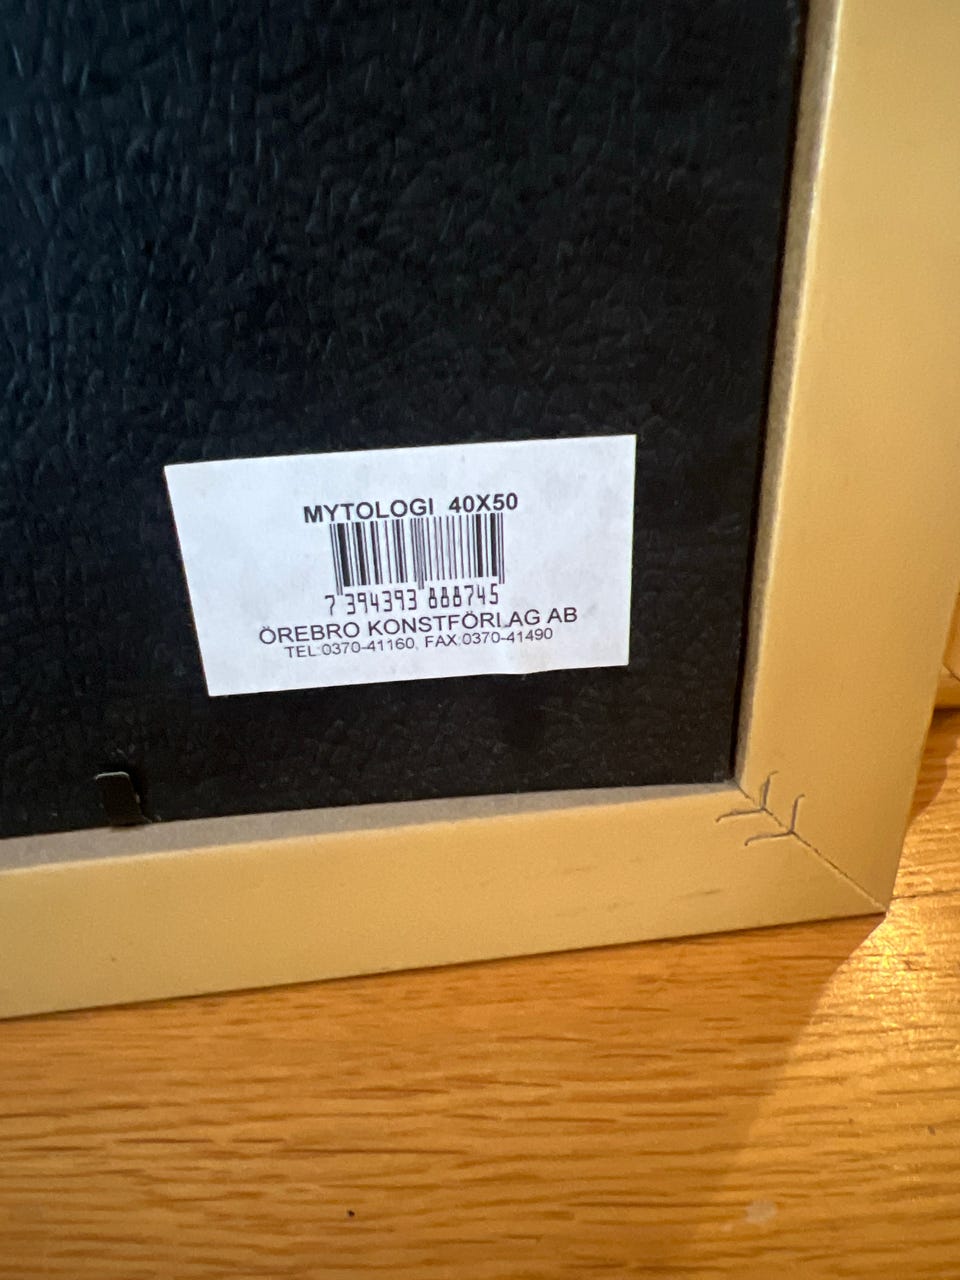 MYTOLOGI 40X50
7 394393 888745
ÖREBRO KONSTFÖRLAG AB
TEL:0370-41160, FAX:0370-41490